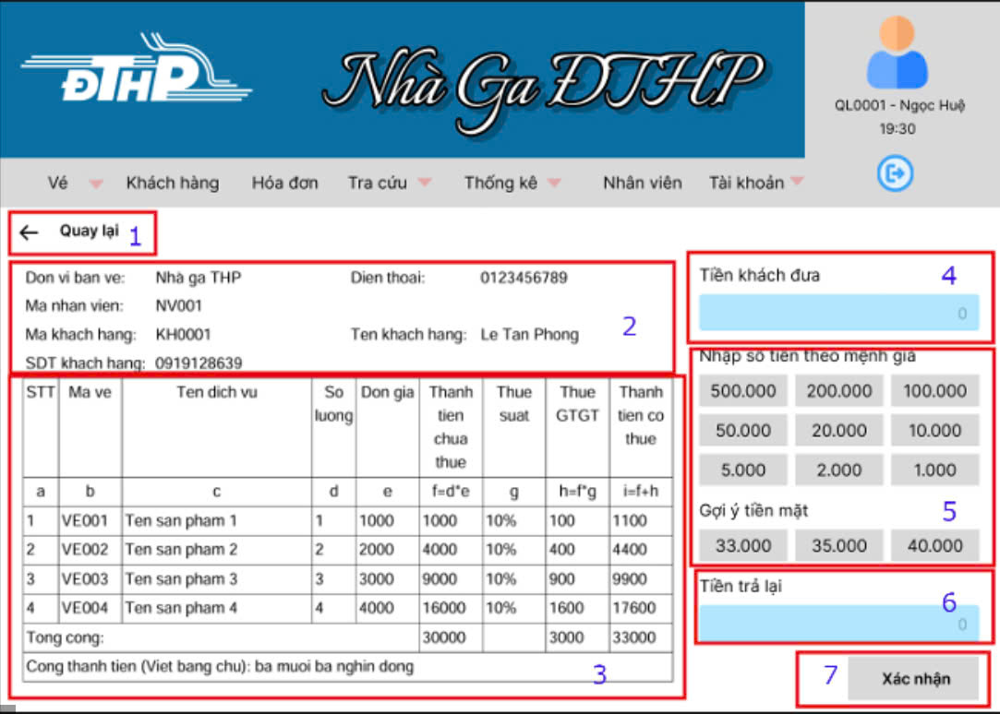 ĐTHP
Nhà Ga ĐTHP
QL0001 - Ngọc Huệ
19:30
Vé Khách hàng Hóa đơn Tra cứu Thống kê Nhân viên Tài khoản
Quay lại 1
Don vi ban ve: Nhà ga THP Dien thoai: 0123456789
Ma nhan vien: NV001
Ma khach hang: KH0001 Ten khach hang: Le Tan Phong
2
SDT khach hang: 0919128639
STT Ma ve Ten dich vu So luong Don gia Thanh tien chua thue Thue suat Thue GTGT Thanh tien co thue
a b c d e f=d*e g h=f*g i=f+h
1 VE001 Ten san pham 1 1 1000 1000 10% 100 1100
2 VE002 Ten san pham 2 2 2000 4000 10% 400 4400
3 VE003 Ten san pham 3 3 3000 9000 10% 900 9900
4 VE004 Ten san pham 4 4 4000 16000 10% 1600 17600
Tong cong: 30000 3000 33000
Cong thanh tien (Viet bang chu): ba muoi ba nghin dong
3
Tiền khách đưa 4
0
Nhập số tiền theo mệnh giá
500.000 200.000 100.000
50.000 20.000 10.000
5.000 2.000 1.000
Gợi ý tiền mặt 5
33.000 35.000 40.000
Tiền trả lại 6
0
7 Xác nhận